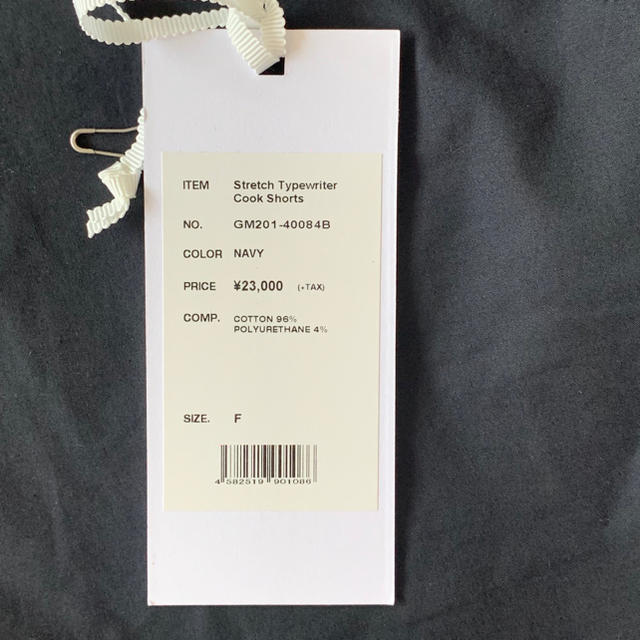 ITEM Stretch Typewriter
Cook Shorts
NO. GM201-40084B
COLOR NAVY
PRICE ¥23,000 (+TAX)
COMP. COTTON 96%
POLYURETHANE 4%
SIZE. F
4 582519 901086